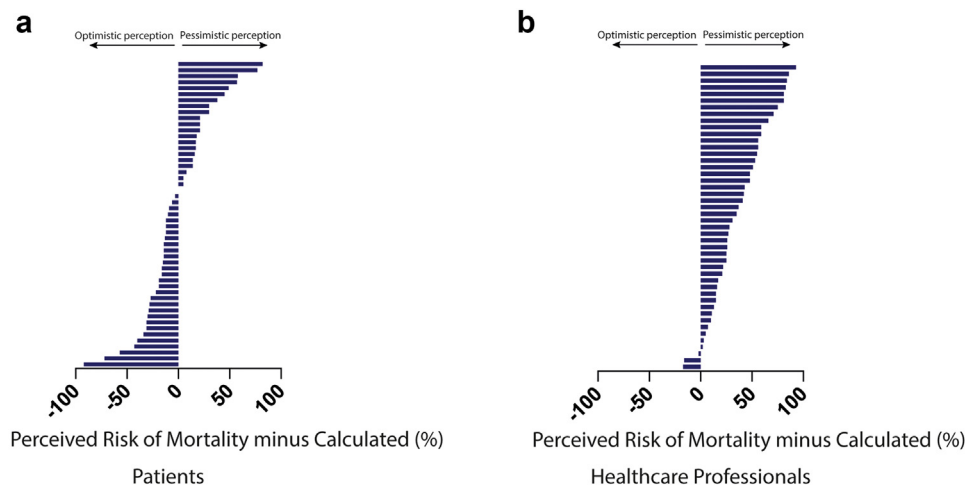 a
Optimistic perception Pessimistic perception
-100 -50 0 50 100
Perceived Risk of Mortality minus Calculated (%)
Patients
b
Optimistic perception Pessimistic perception
-100 -50 0 50 100
Perceived Risk of Mortality minus Calculated (%)
Healthcare Professionals